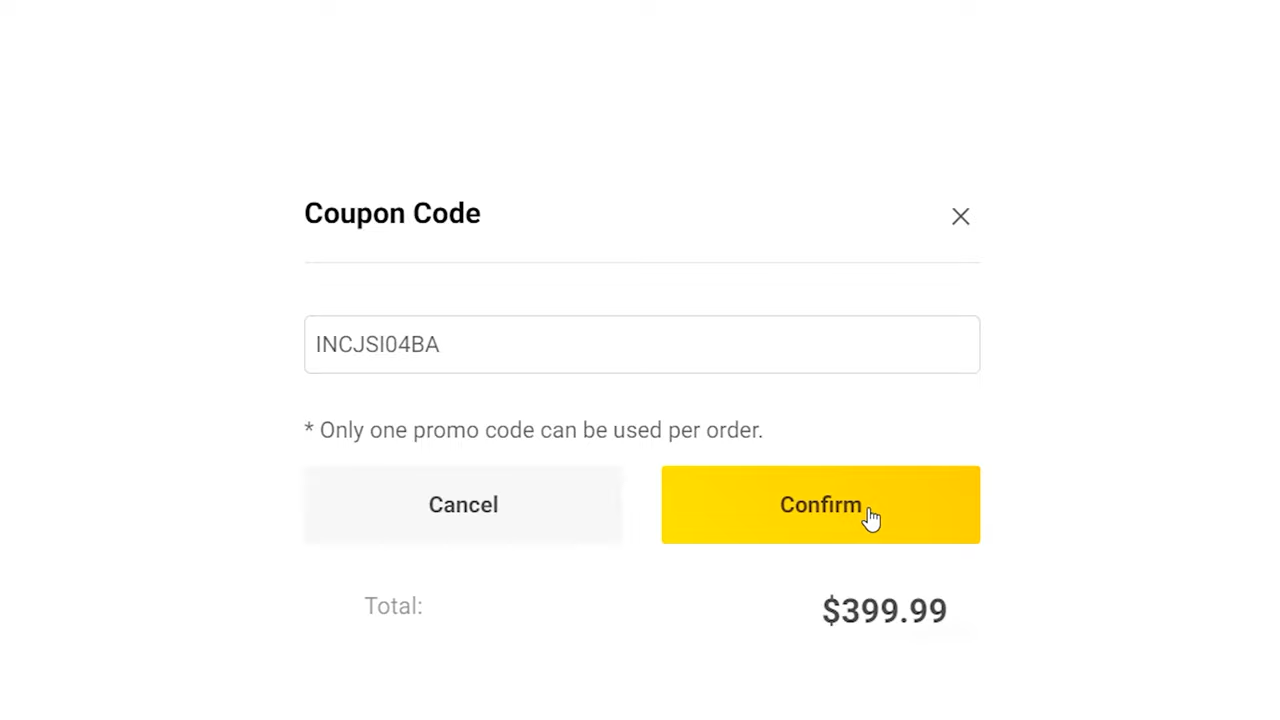 Coupon Code
INCJSI04BA
* Only one promo code can be used per order.
Cancel
Confirm
Total:
$399.99